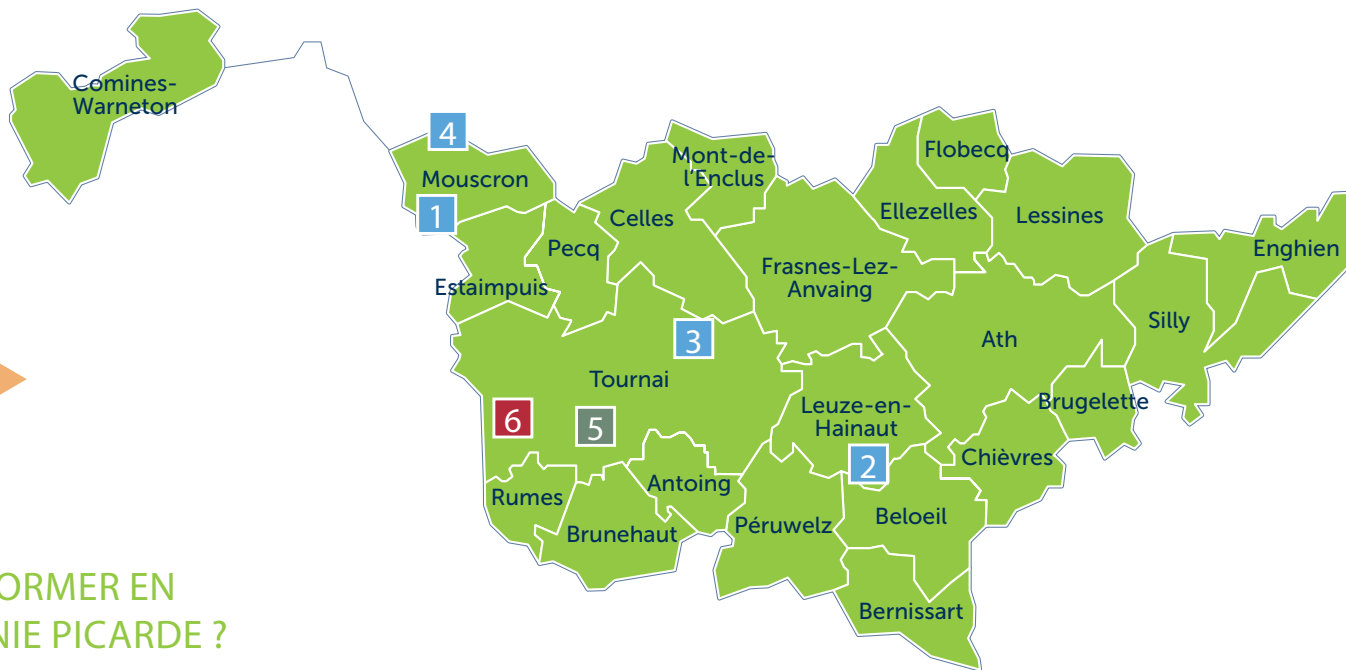 Comines-
Warneton
4
Mouscron
1
Mont-de-
l'Enclus
Flobecq
Celles
Ellezelles
Lessines
Pecq
Enghien
Estaimpuis
Frasnes-Lez-
Anvaing
Silly
3
Ath
Tournai
Leuze-en-
Hainaut
Brugelette
6
5
2
Chièvres
Rumes
Antoing
Brunehaut
Péruwelz
Beloeil
Bernissart
ORMER EN
NIE PICARDE ?